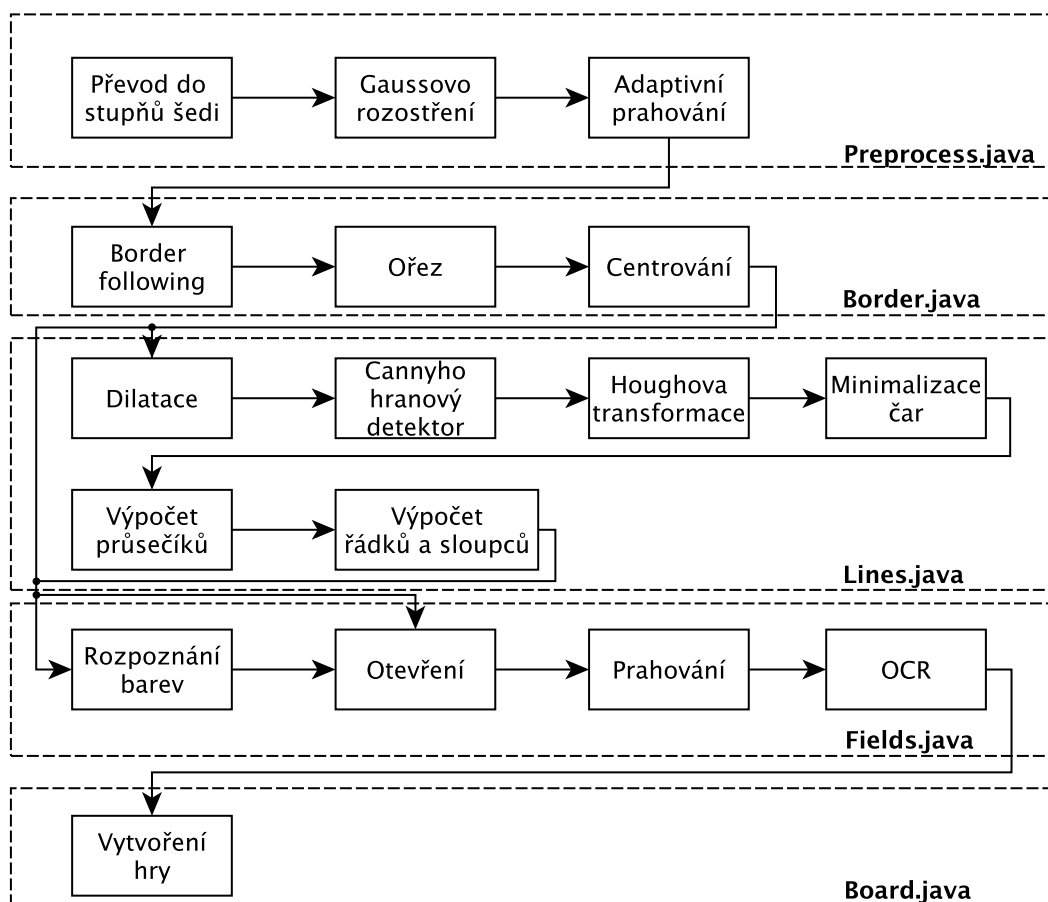 Převod do
stupňů šedi
Gaussovo
rozostření
Adaptivní
prahování
Preprocess.java
Border
following
Ořez
Centrování
Border.java
Dilatace
Cannyho
hranový
detektor
Houghova
transformace
Minimalizace
čar
Výpočet
průsečíků
Výpočet
řádků a sloupců
Lines.java
Rozpoznání
barev
Otevření
Prahování
OCR
Fields.java
Vytvoření
hry
Board.java